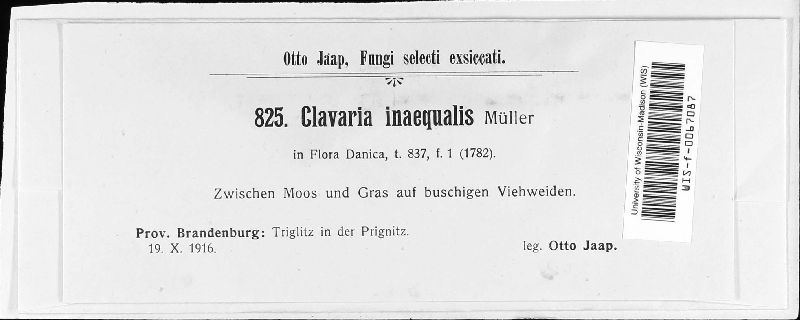 Otto Jaap, Fungi selecti exsiccati.
825. Clavaria inaequalis Müller
in Flora Danica, t. 837, f. 1 (1782).
Zwischen Moos und Gras auf buschigen Viehweiden.
Prov. Brandenburg: Triglitz in der Prignitz.
19. X. 1916.
leg. Otto Jaap.
University of Wisconsin-Madison (WIS)
WIS-f-0067087